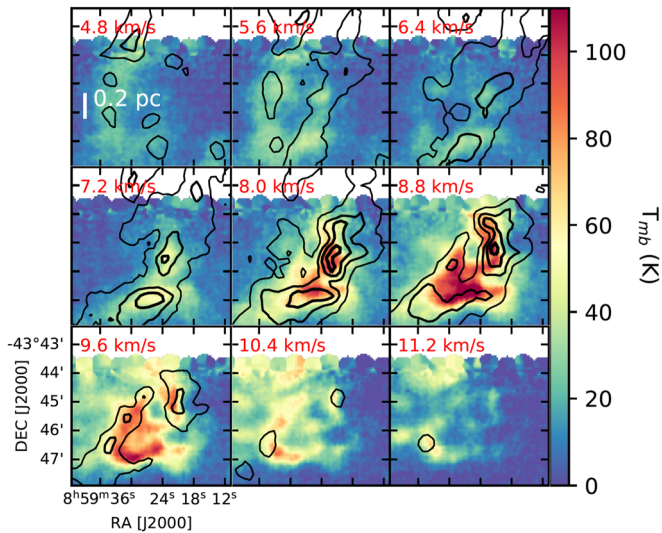 4.8 km/s
5.6 km/s
6.4 km/s
0.2 pc
7.2 km/s
8.0 km/s
8.8 km/s
9.6 km/s
10.4 km/s
11.2 km/s
-43°43'
44'
45'
46'
47'
DEC [J2000]
8ʰ59ᵐ36ˢ 24ˢ 18ˢ 12ˢ
RA [J2000]
100
80
60
40
20
0
Tₘᵦ (K)